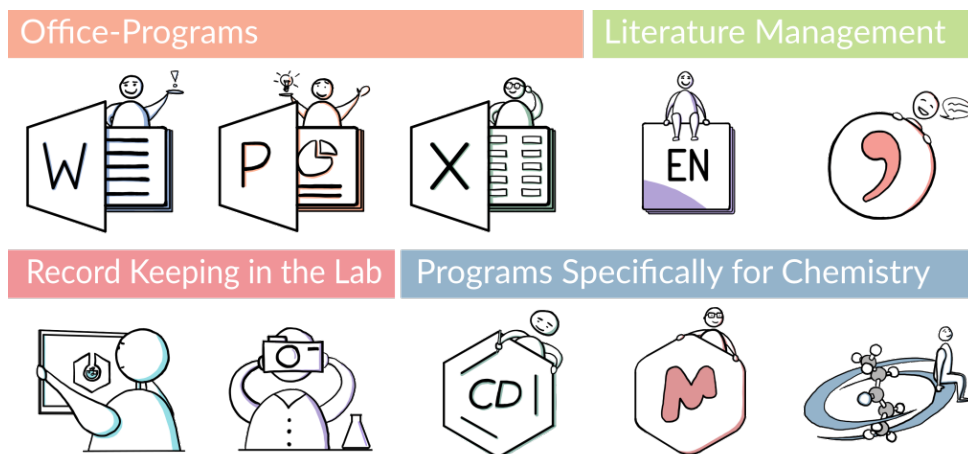 Office-Programs
Literature Management
W
P
X
EN
Record Keeping in the Lab
Programs Specifically for Chemistry
CD
M